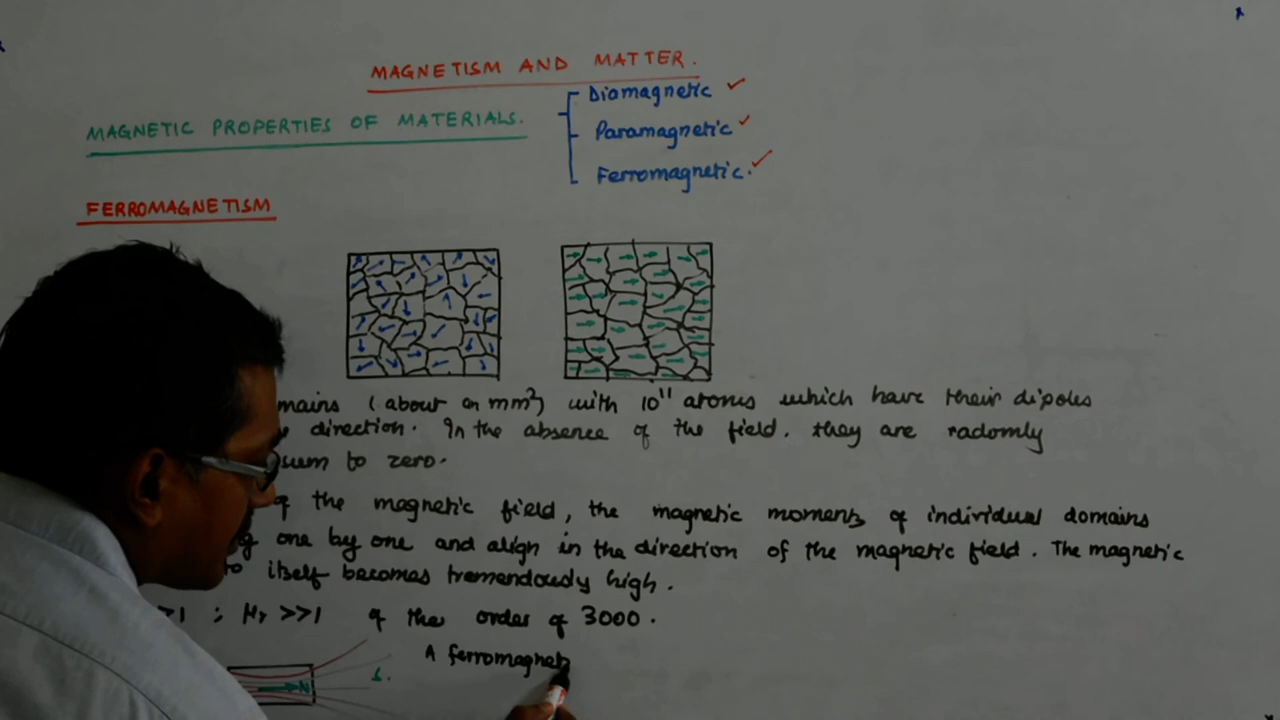 MAGNETISM AND MATTER.
Diamagnetic
MAGNETIC PROPERTIES OF MATERIALS.
Paramagnetic
Ferromagnetic.
FERROMAGNETISM
mains (about on mm²) with 10¹¹ atoms which have their dipoles
direction. In the absence of the field. they are radomly
sum to zero.
of the magnetic field, the magnetic moments of individual domains
one by one and align in the direction of the magnetic field. The magnetic
itself becomes tremendously high.
>1 ; μr >>1 of the order of 3000.
A ferromagnet
N